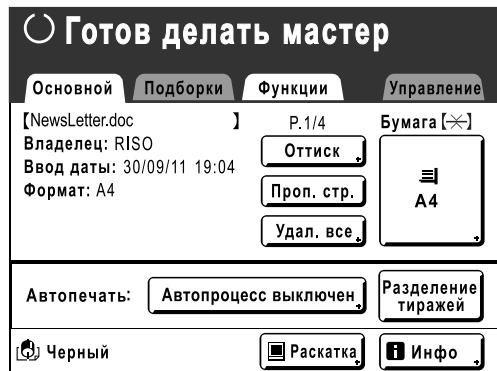 Готов делать мастер
Основной Подборки Функции Управление
【NewsLetter.doc 】 P.1/4 Бумага【】
Владелец: RISO Оттиск
Ввод даты: 30/09/11 19:04
Формат: A4 Проп. стр. A4
Удал. все
Автопечать: Автопроцесс выключен Разделение
тиражей
Черный Раскатка Инфо